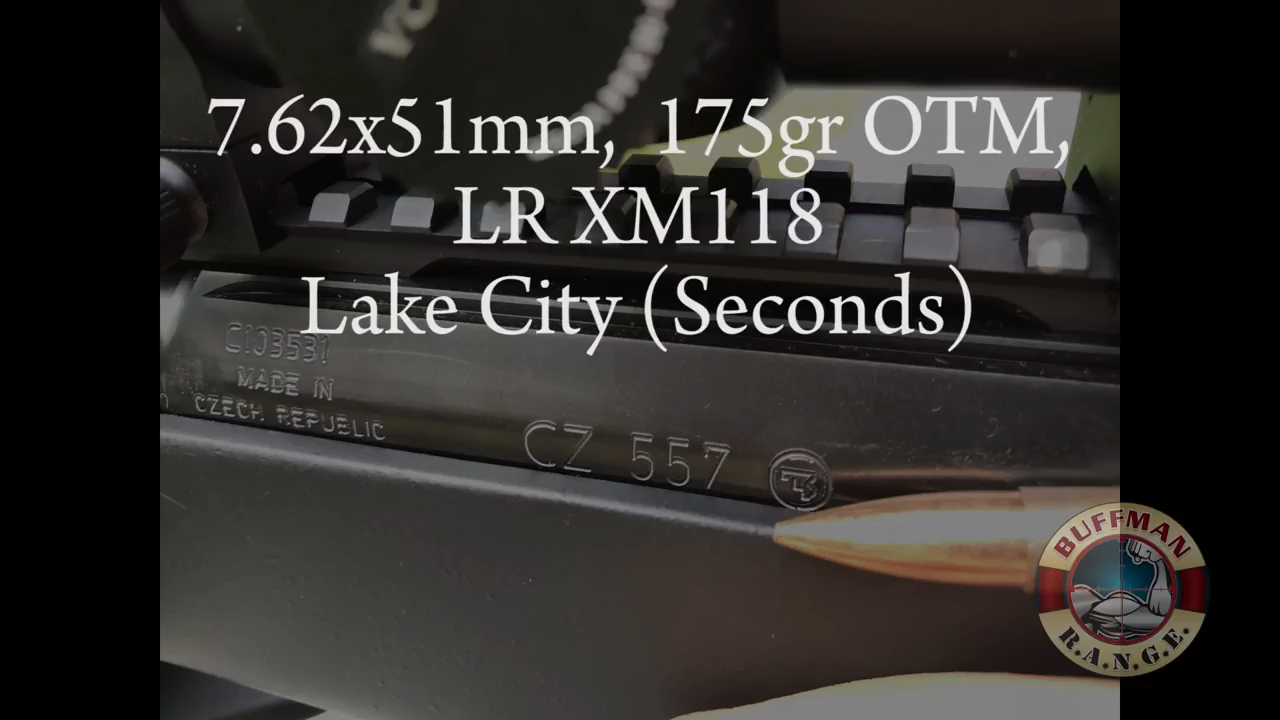 7.62x51mm, 175gr OTM,
LR XM118
Lake City (Seconds)
C103531
MADE IN
CZECH REPUBLIC
CZ 557
BUFFMAN
R.A.N.G.E.